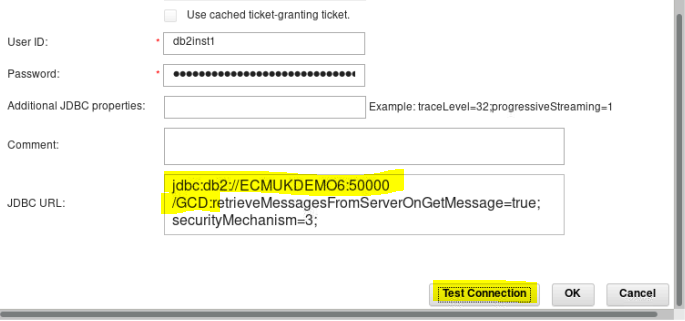 Use cached ticket-granting ticket.
User ID: * db2inst1
Password: * ●●●●●●●●●●●●●●●●●●●●●●●●●●●●●
Additional JDBC properties: Example: traceLevel=32;progressiveStreaming=1
Comment:
jdbc:db2://ECMUKDEMO6:50000
JDBC URL: /GCD:retrieveMessagesFromServerOnGetMessage=true;
securityMechanism=3;
Test Connection OK Cancel